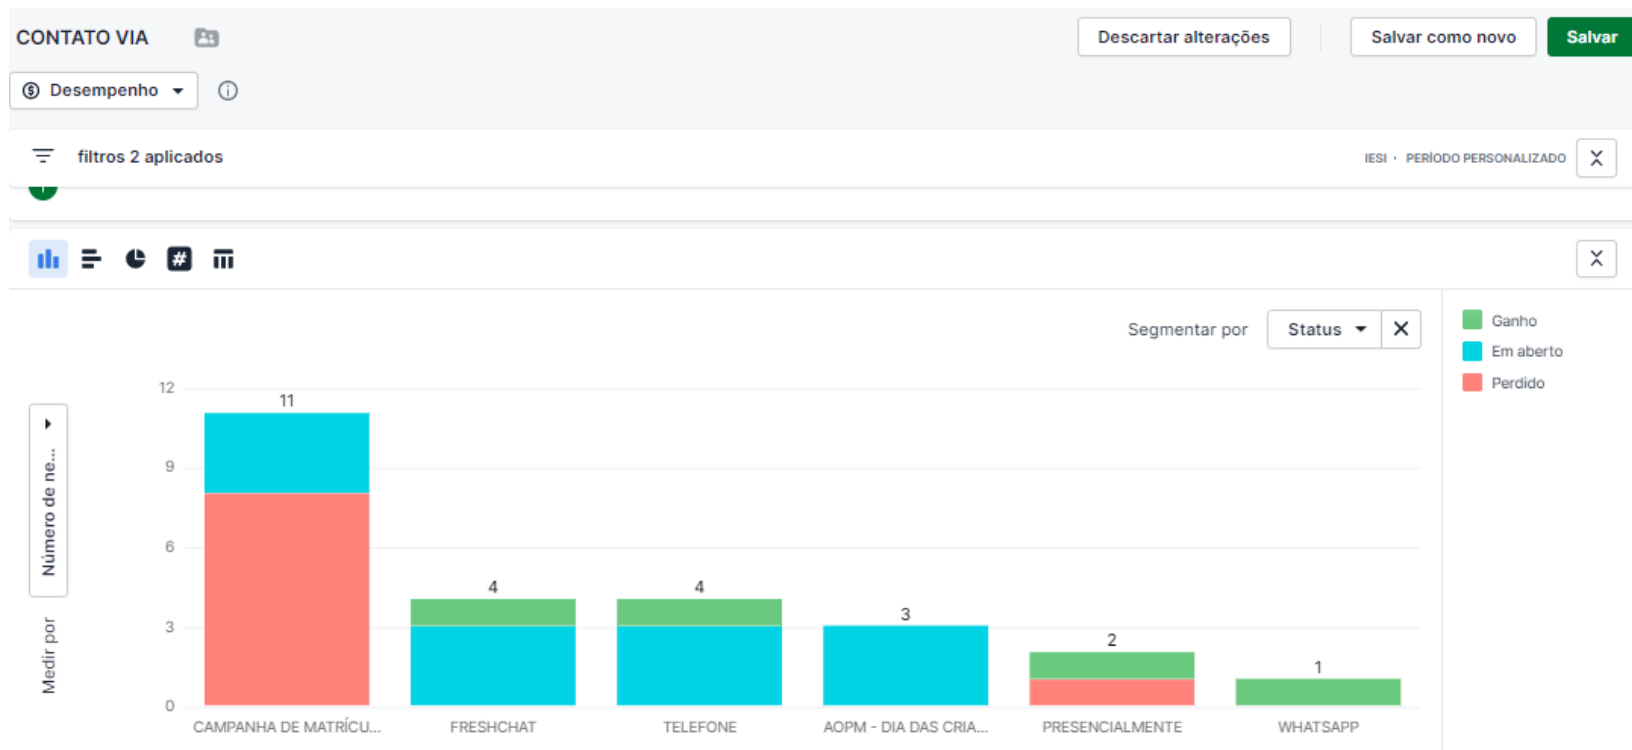 CONTATO VIA
Descartar alterações
Salvar como novo
Salvar
Desempenho
filtros 2 aplicados
IESI · PERÍODO PERSONALIZADO
#
Segmentar por
Status
Ganho
Em aberto
Perdido
Número de ne...
Medir por
12
9
6
3
0
11
4
4
3
2
1
CAMPANHA DE MATRÍCU...
FRESHCHAT
TELEFONE
AOPM - DIA DAS CRIA...
PRESENCIALMENTE
WHATSAPP